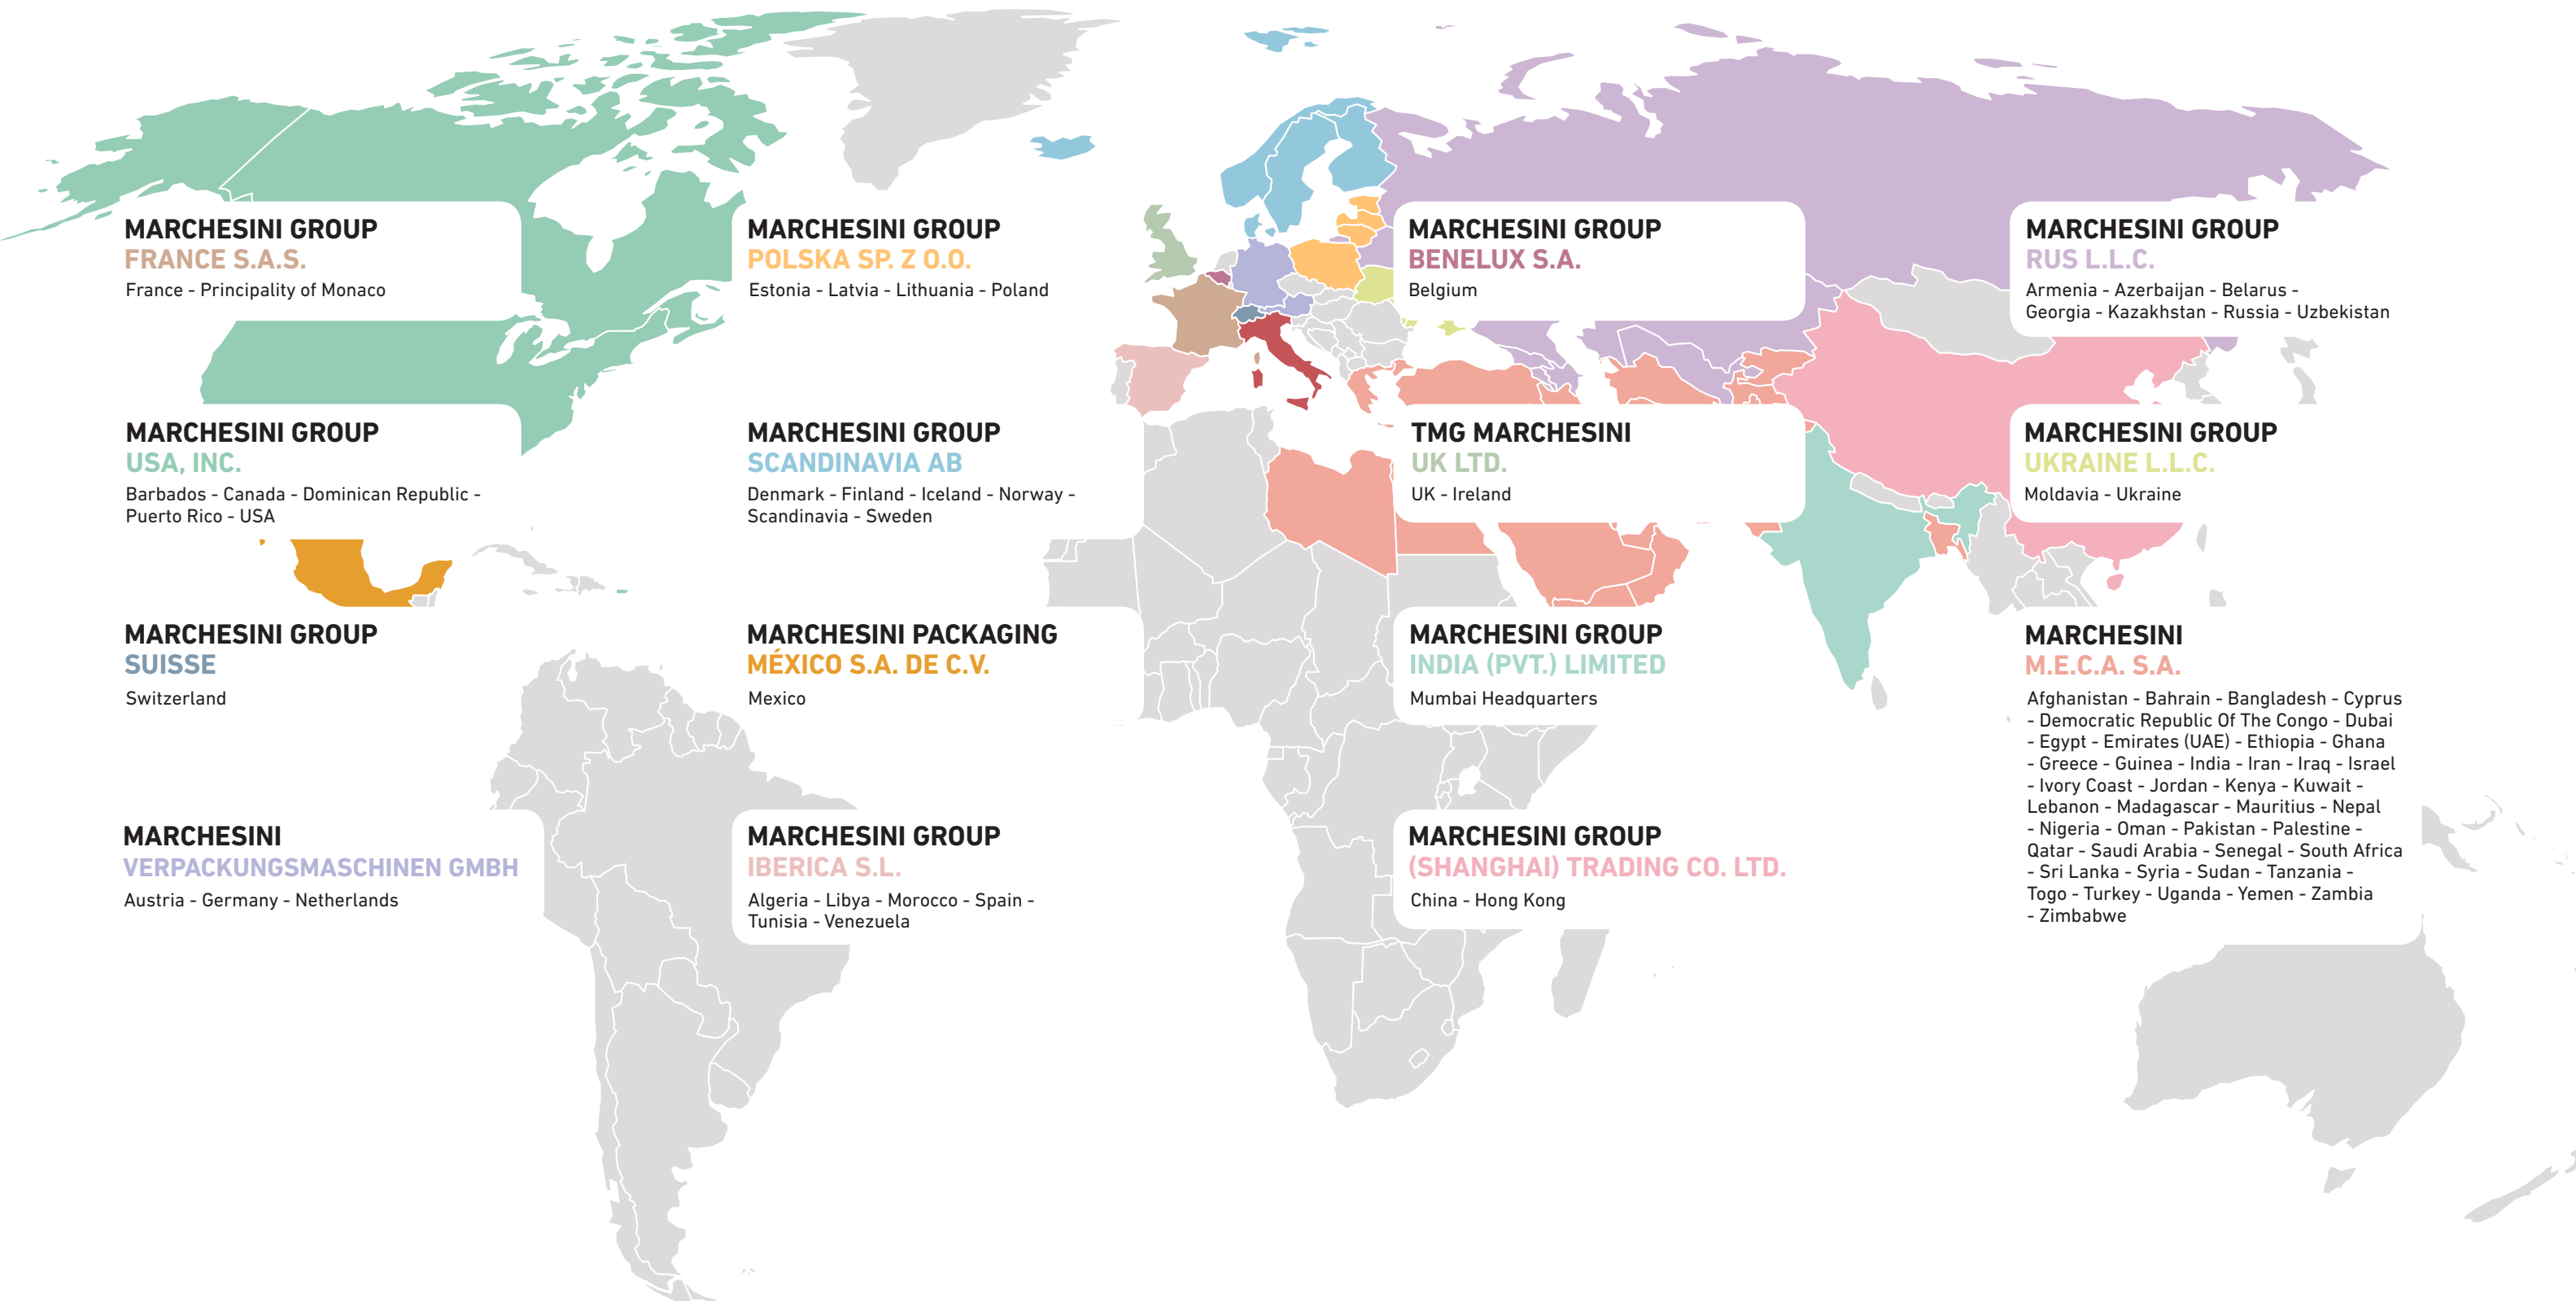 MARCHESINI GROUP
FRANCE S.A.S.
France - Principality of Monaco
MARCHESINI GROUP
POLSKA SP. Z O.O.
Estonia - Latvia - Lithuania - Poland
MARCHESINI GROUP
BENELUX S.A.
Belgium
MARCHESINI GROUP
RUS L.L.C.
Armenia - Azerbaijan - Belarus -
Georgia - Kazakhstan - Russia - Uzbekistan
MARCHESINI GROUP
USA, INC.
Barbados - Canada - Dominican Republic -
Puerto Rico - USA
MARCHESINI GROUP
SCANDINAVIA AB
Denmark - Finland - Iceland - Norway -
Scandinavia - Sweden
TMG MARCHESINI
UK LTD.
UK - Ireland
MARCHESINI GROUP
UKRAINE L.L.C.
Moldavia - Ukraine
MARCHESINI GROUP
SUISSE
Switzerland
MARCHESINI PACKAGING
MÉXICO S.A. DE C.V.
Mexico
MARCHESINI GROUP
INDIA (PVT.) LIMITED
Mumbai Headquarters
MARCHESINI
M.E.C.A. S.A.
Afghanistan - Bahrain - Bangladesh - Cyprus
- Democratic Republic Of The Congo - Dubai
- Egypt - Emirates (UAE) - Ethiopia - Ghana
- Greece - Guinea - India - Iran - Iraq - Israel
- Ivory Coast - Jordan - Kenya - Kuwait -
Lebanon - Madagascar - Mauritius - Nepal
- Nigeria - Oman - Pakistan - Palestine -
Qatar - Saudi Arabia - Senegal - South Africa
- Sri Lanka - Syria - Sudan - Tanzania -
Togo - Turkey - Uganda - Yemen - Zambia
- Zimbabwe
MARCHESINI
VERPACKUNGSMASCHINEN GMBH
Austria - Germany - Netherlands
MARCHESINI GROUP
IBERICA S.L.
Algeria - Libya - Morocco - Spain -
Tunisia - Venezuela
MARCHESINI GROUP
(SHANGHAI) TRADING CO. LTD.
China - Hong Kong